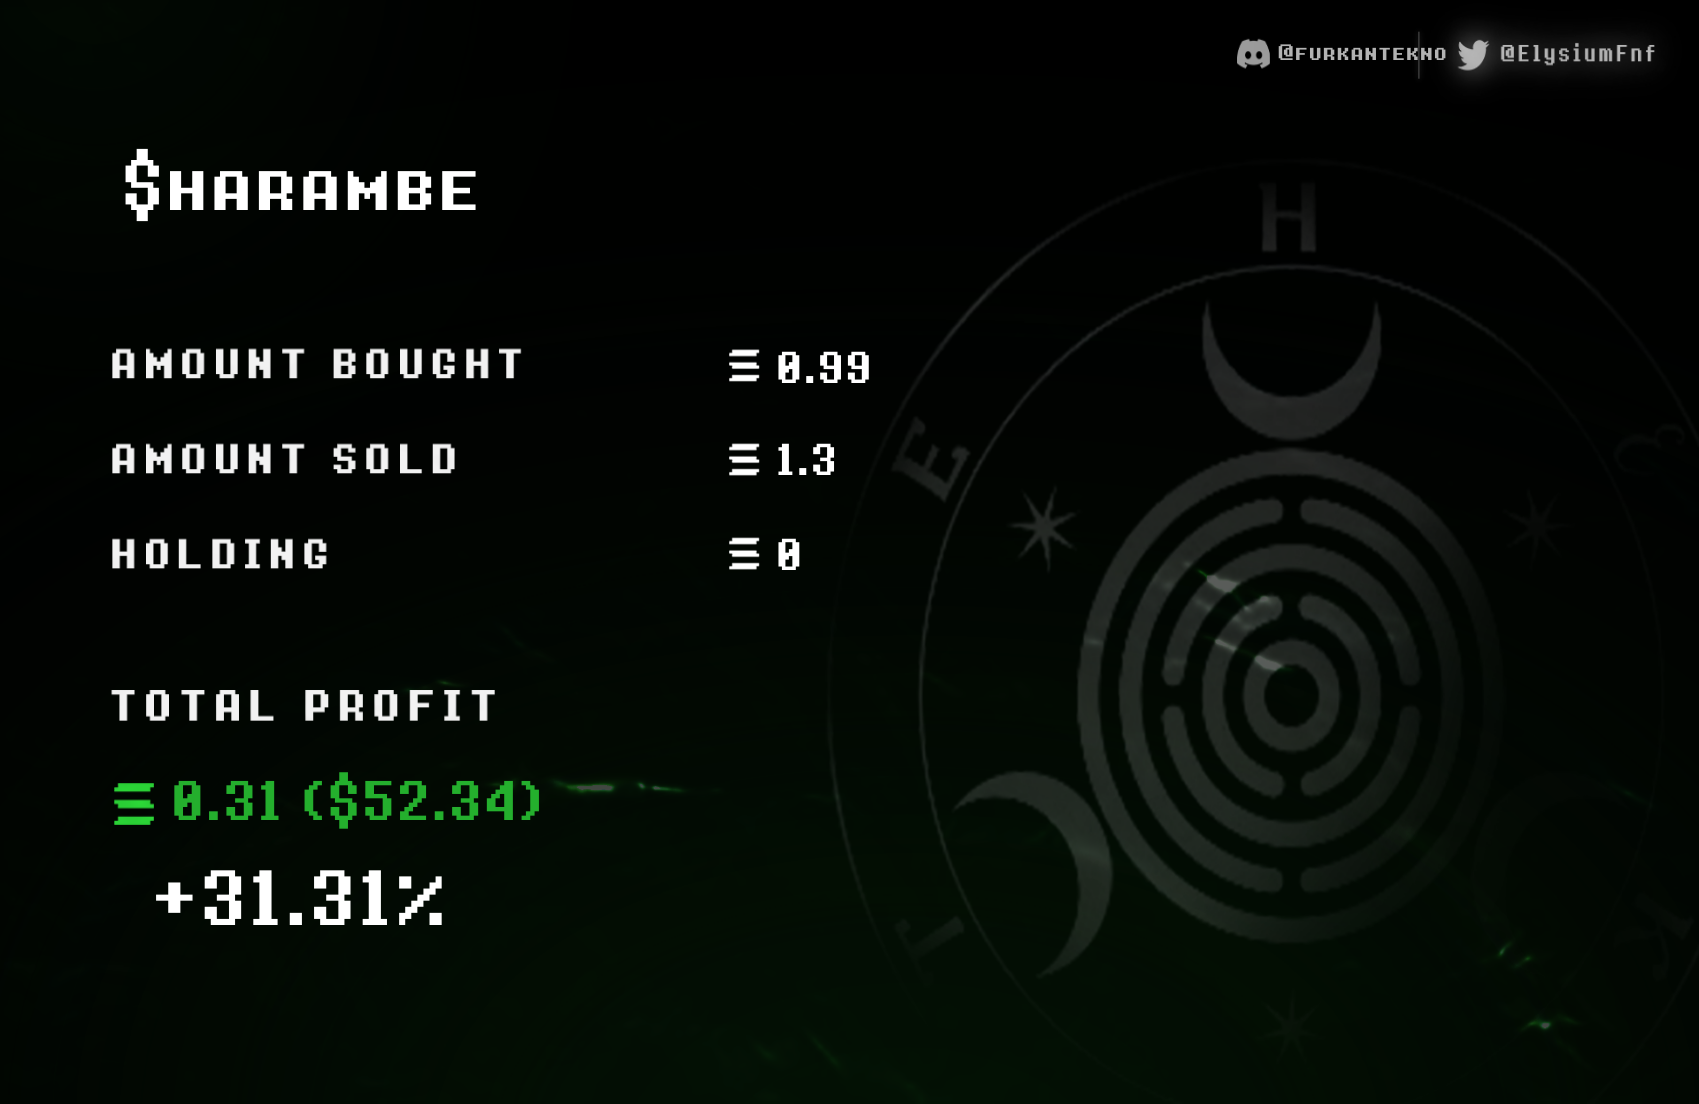 @FURKANTEKNO @ElysiumFnf
$HARAMBE
AMOUNT BOUGHT 0.99
AMOUNT SOLD 1.3
HOLDING 0
TOTAL PROFIT
0.31 ($52.34)
+31.31%
H
E
T